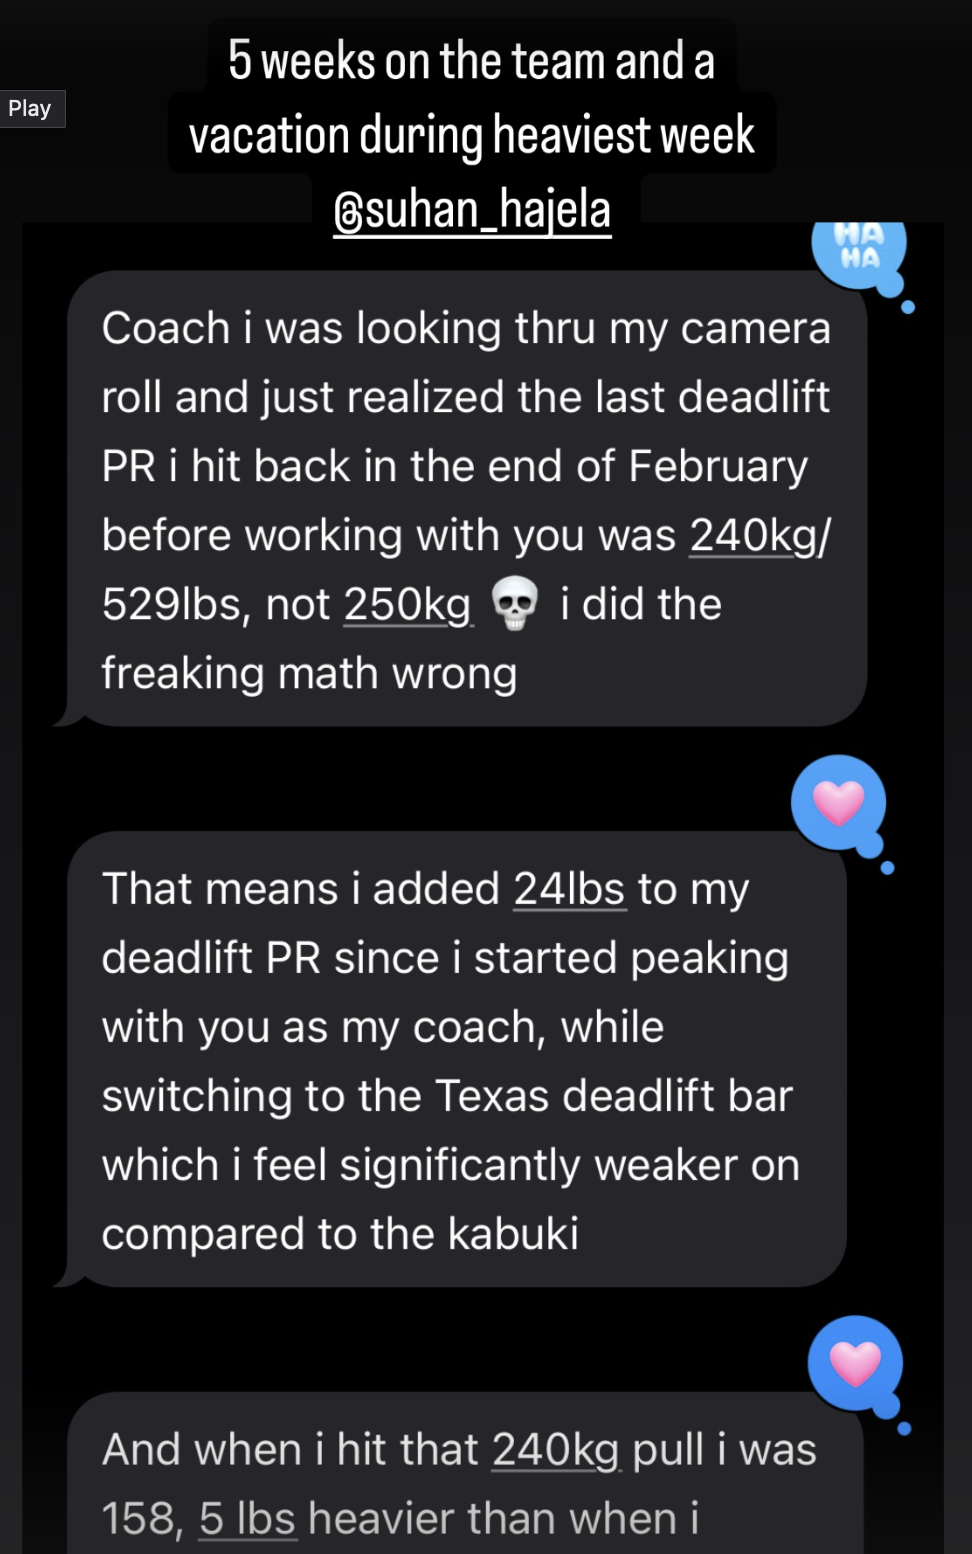 5 weeks on the team and a
Play
vacation during heaviest week
@suhan_hajela
HA
HA
Coach i was looking thru my camera
roll and just realized the last deadlift
PR i hit back in the end of February
before working with you was 240kg/
529lbs, not 250kg 💀 i did the
freaking math wrong
That means i added 24lbs to my
deadlift PR since i started peaking
with you as my coach, while
switching to the Texas deadlift bar
which i feel significantly weaker on
compared to the kabuki
And when i hit that 240kg pull i was
158, 5 lbs heavier than when i